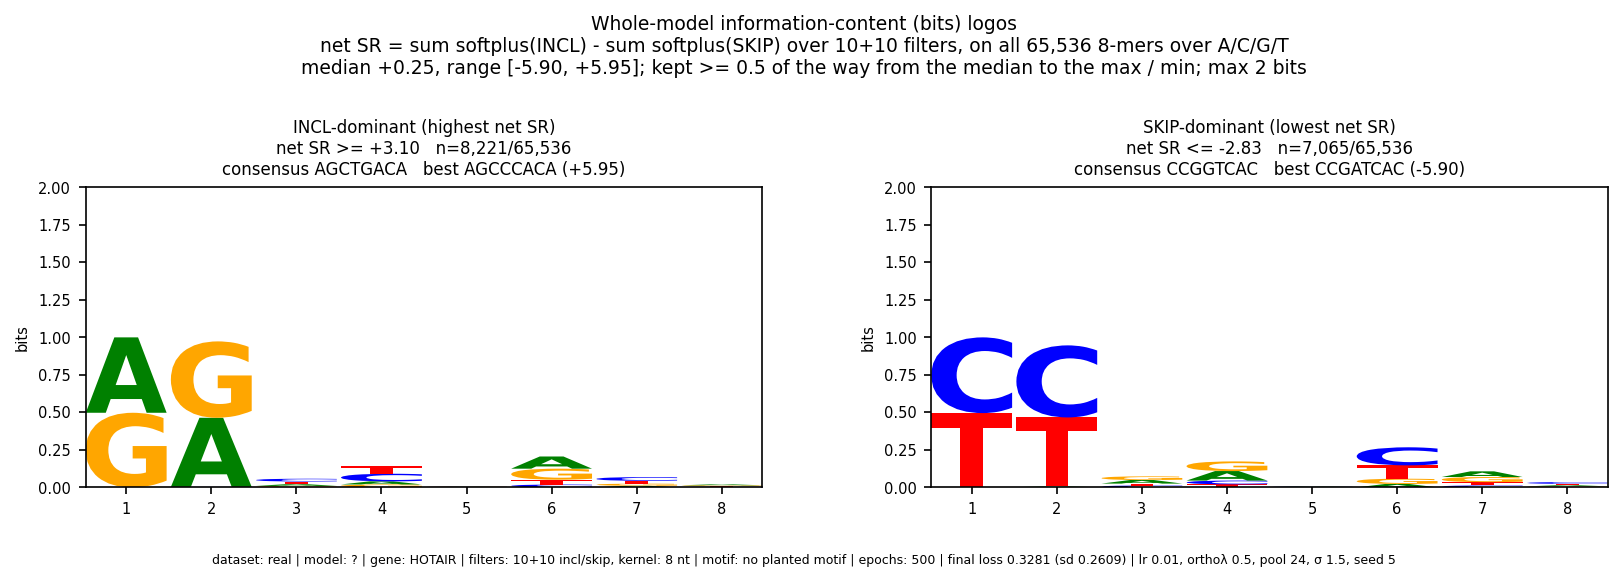 Whole-model information-content (bits) logos
net SR = sum softplus(INCL) - sum softplus(SKIP) over 10+10 filters, on all 65,536 8-mers over A/C/G/T
median +0.25, range [-5.90, +5.95]; kept >= 0.5 of the way from the median to the max / min; max 2 bits
INCL-dominant (highest net SR)
net SR >= +3.10 n=8,221/65,536
consensus AGCTGACA best AGCCCACA (+5.95)
2.00
1.75
1.50
1.25
1.00
0.75
0.50
0.25
0.00
bits
A G
G A
T C
A G T
1 2 3 4 5 6 7 8
SKIP-dominant (lowest net SR)
net SR <= -2.83 n=7,065/65,536
consensus CCGGTCAC best CCGATCAC (-5.90)
2.00
1.75
1.50
1.25
1.00
0.75
0.50
0.25
0.00
bits
C C
T T
G A
C T
1 2 3 4 5 6 7 8
dataset: real | model: ? | gene: HOTAIR | filters: 10+10 incl/skip, kernel: 8 nt | motif: no planted motif | epochs: 500 | final loss 0.3281 (sd 0.2609) | lr 0.01, orthoλ 0.5, pool 24, σ 1.5, seed 5